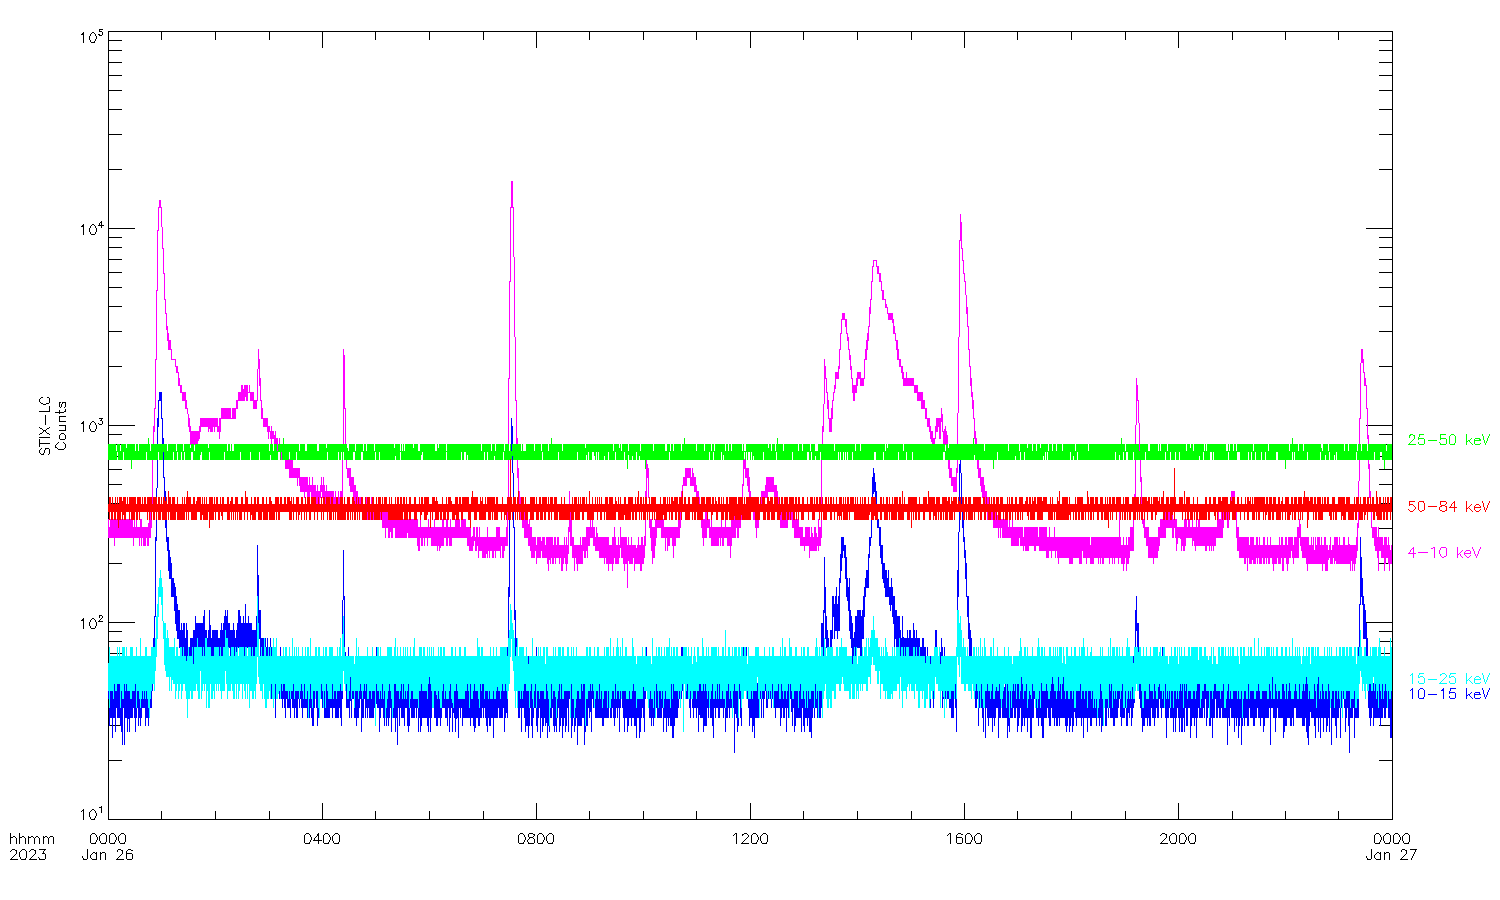 10⁵
10⁴
10³
10²
10¹
STIX-LC
Counts
25-50 keV
50-84 keV
4-10 keV
15-25 keV
10-15 keV
hhmm 0000 0400 0800 1200 1600 2000 0000
2023 Jan 26 Jan 27